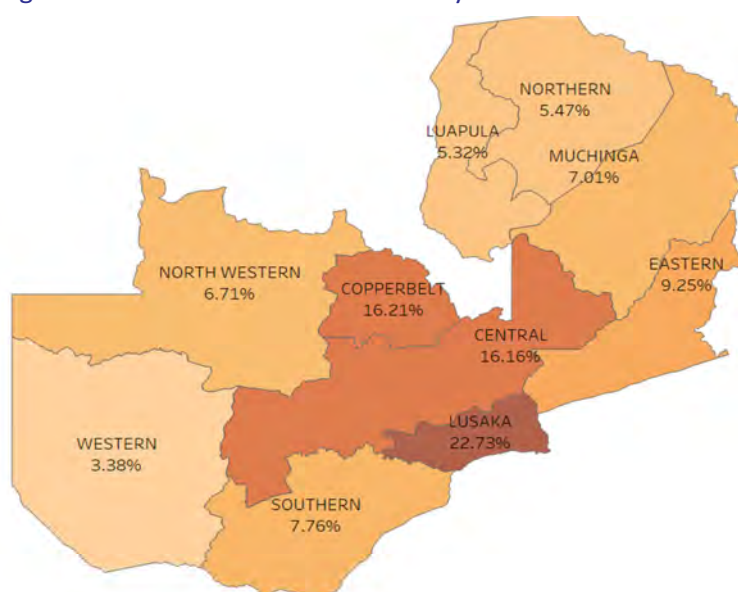 NORTHERN
5.47%
LUAPULA
5.32%
MUCHINGA
7.01%
NORTH WESTERN
6.71%
COPPERBELT
16.21%
EASTERN
9.25%
CENTRAL
16.16%
LUSAKA
22.73%
WESTERN
3.38%
SOUTHERN
7.76%